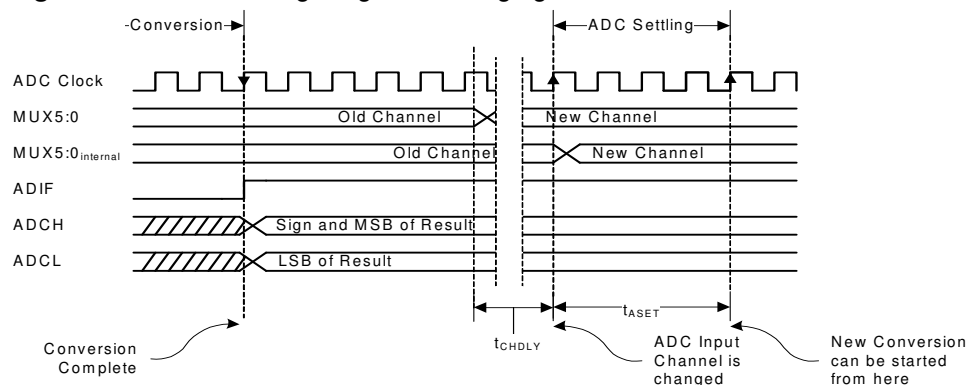 Conversion
ADC Settling
ADC Clock
MUX5:0
Old Channel
New Channel
MUX5:0internal
Old Channel
New Channel
ADIF
ADCH
Sign and MSB of Result
ADCL
LSB of Result
tCHDLY
tASET
Conversion
Complete
ADC Input
Channel is
changed
New Conversion
can be started
from here